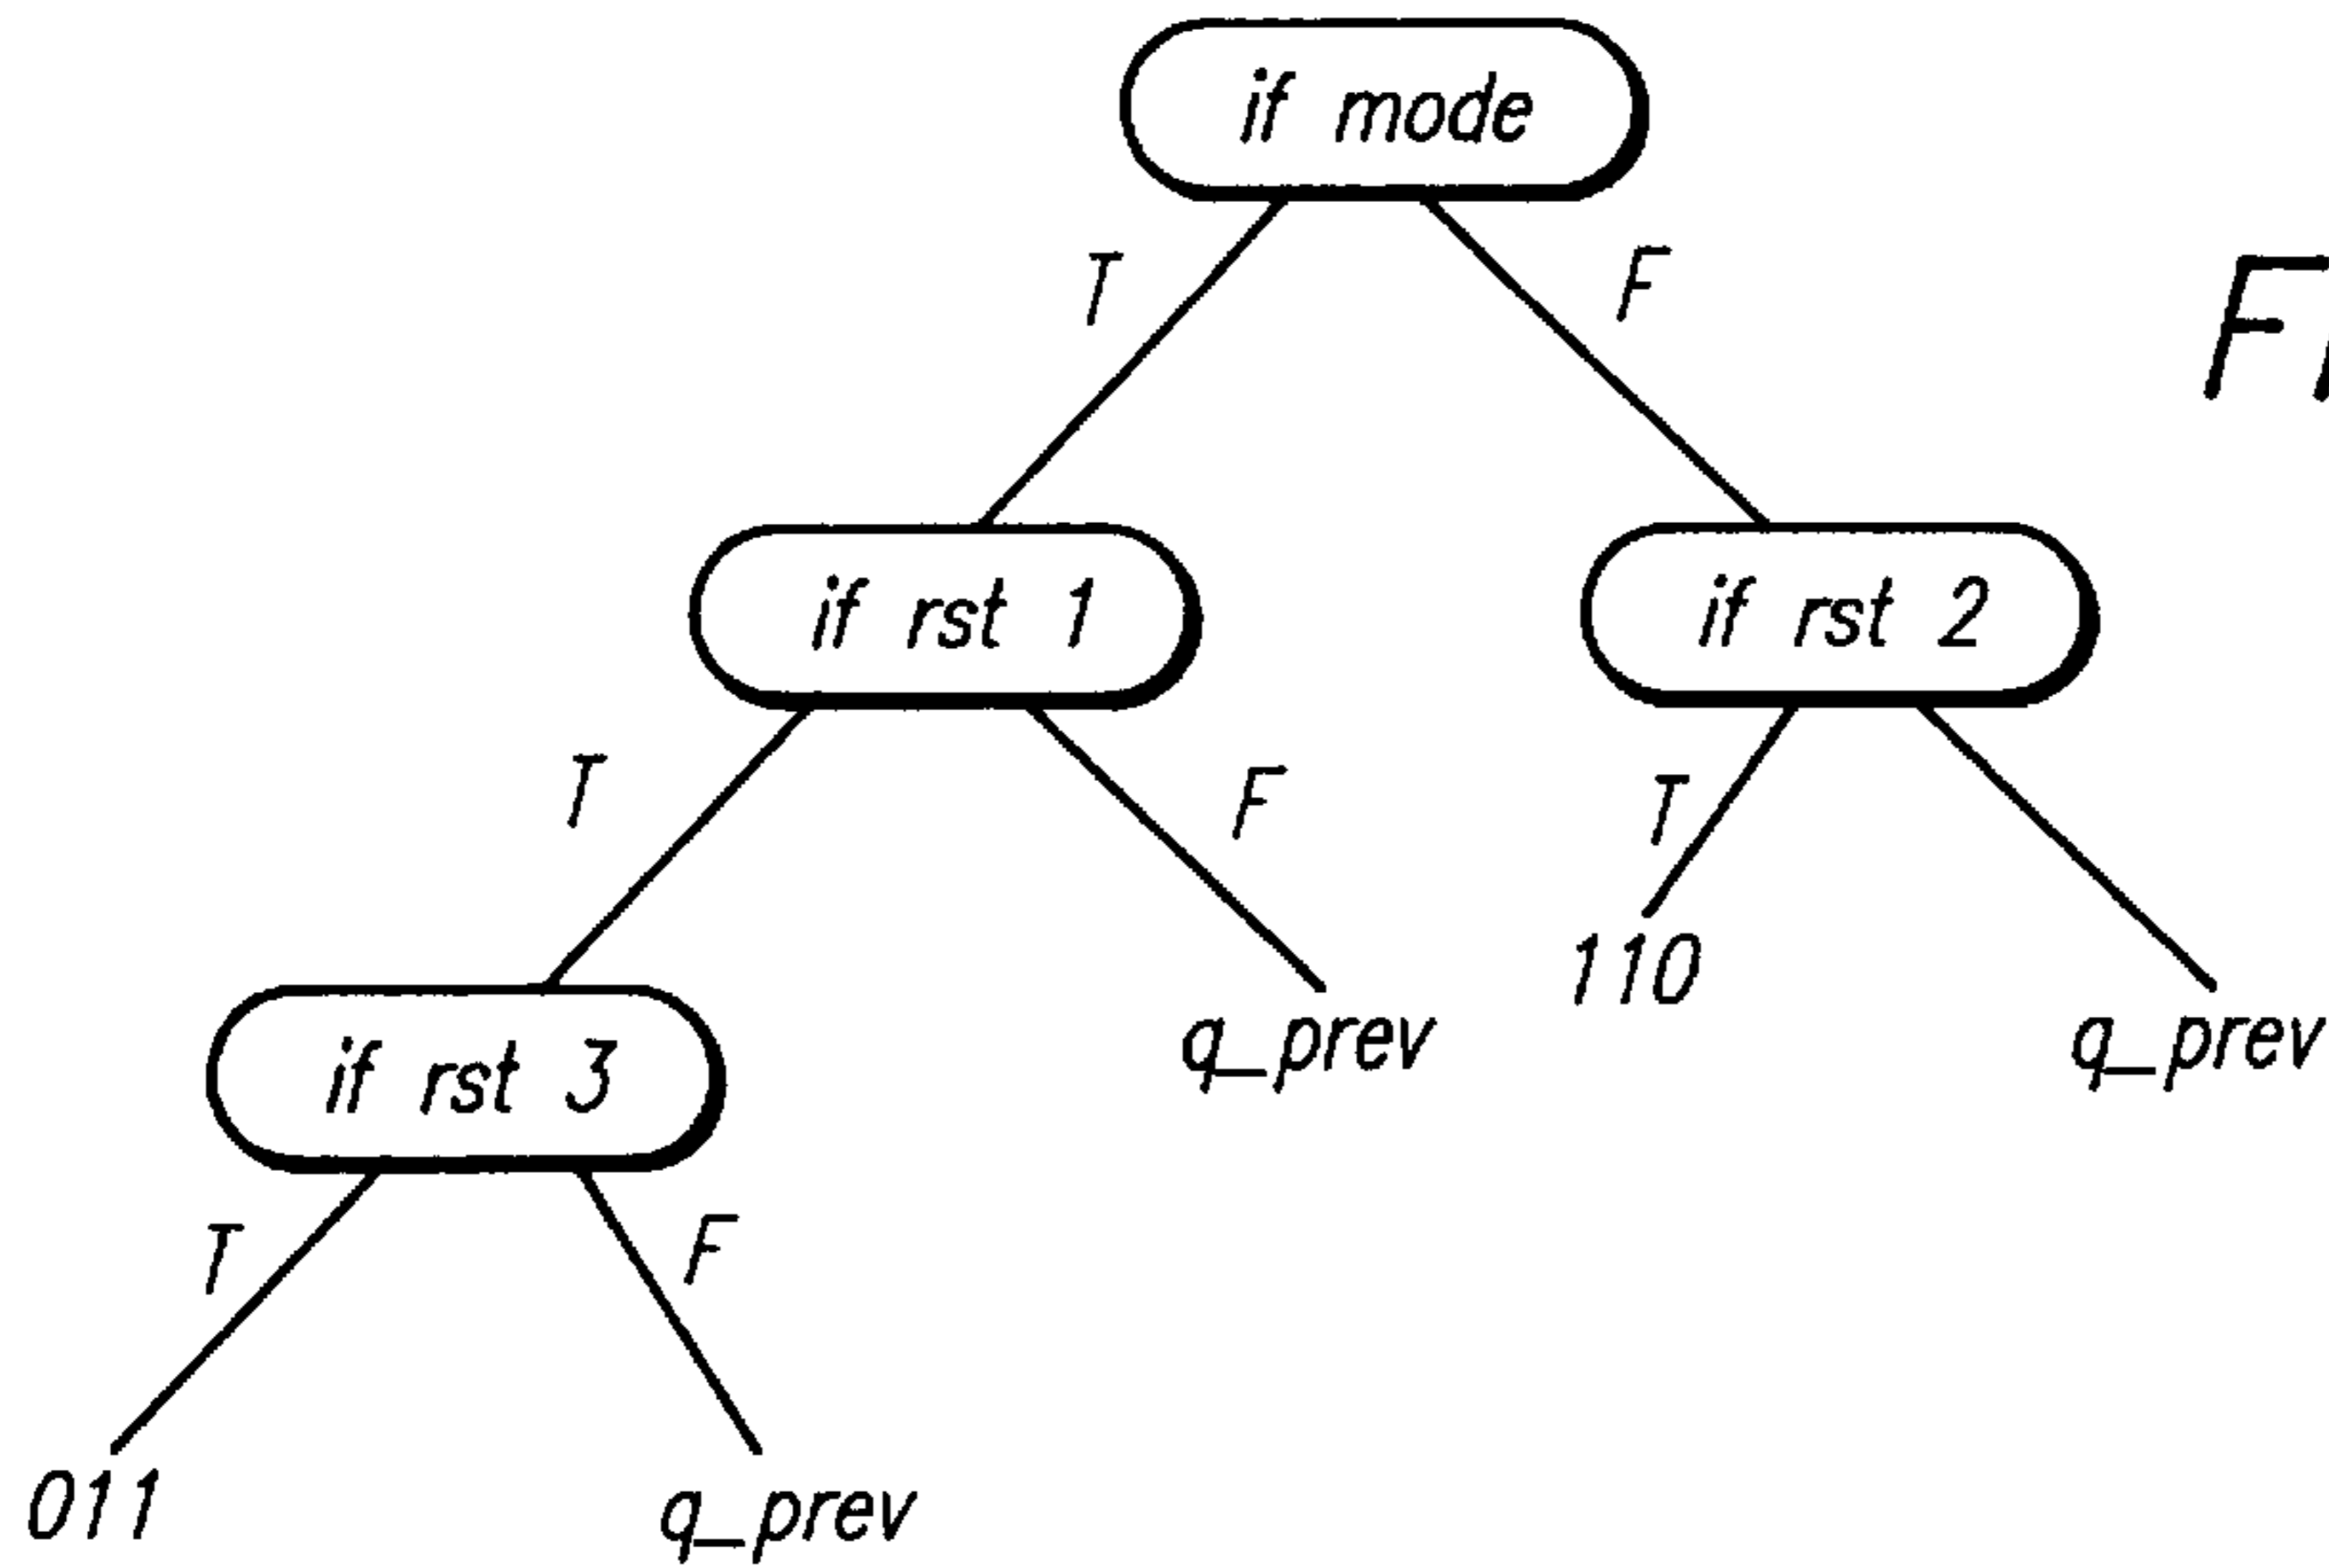 if mode
T
F
if rst 1
if rst 2
T
F
T
110
if rst 3
q_prev
q_prev
T
F
011
q_prev